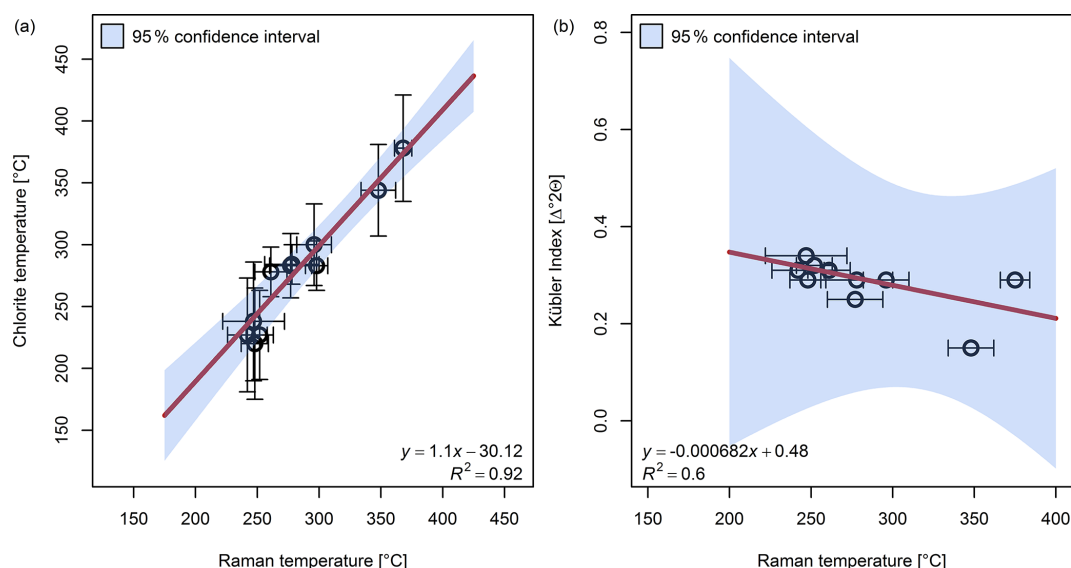 (a)
95 % confidence interval
450
400
350
300
250
200
150
Chlorite temperature [°C]
y = 1.1x − 30.12
R² = 0.92
150 200 250 300 350 400 450
Raman temperature [°C]
(b)
95 % confidence interval
0.8
0.6
0.4
0.2
0.0
Kübler Index [Δ°2Θ]
y = -0.000682x + 0.48
R² = 0.6
150 200 250 300 350 400
Raman temperature [°C]